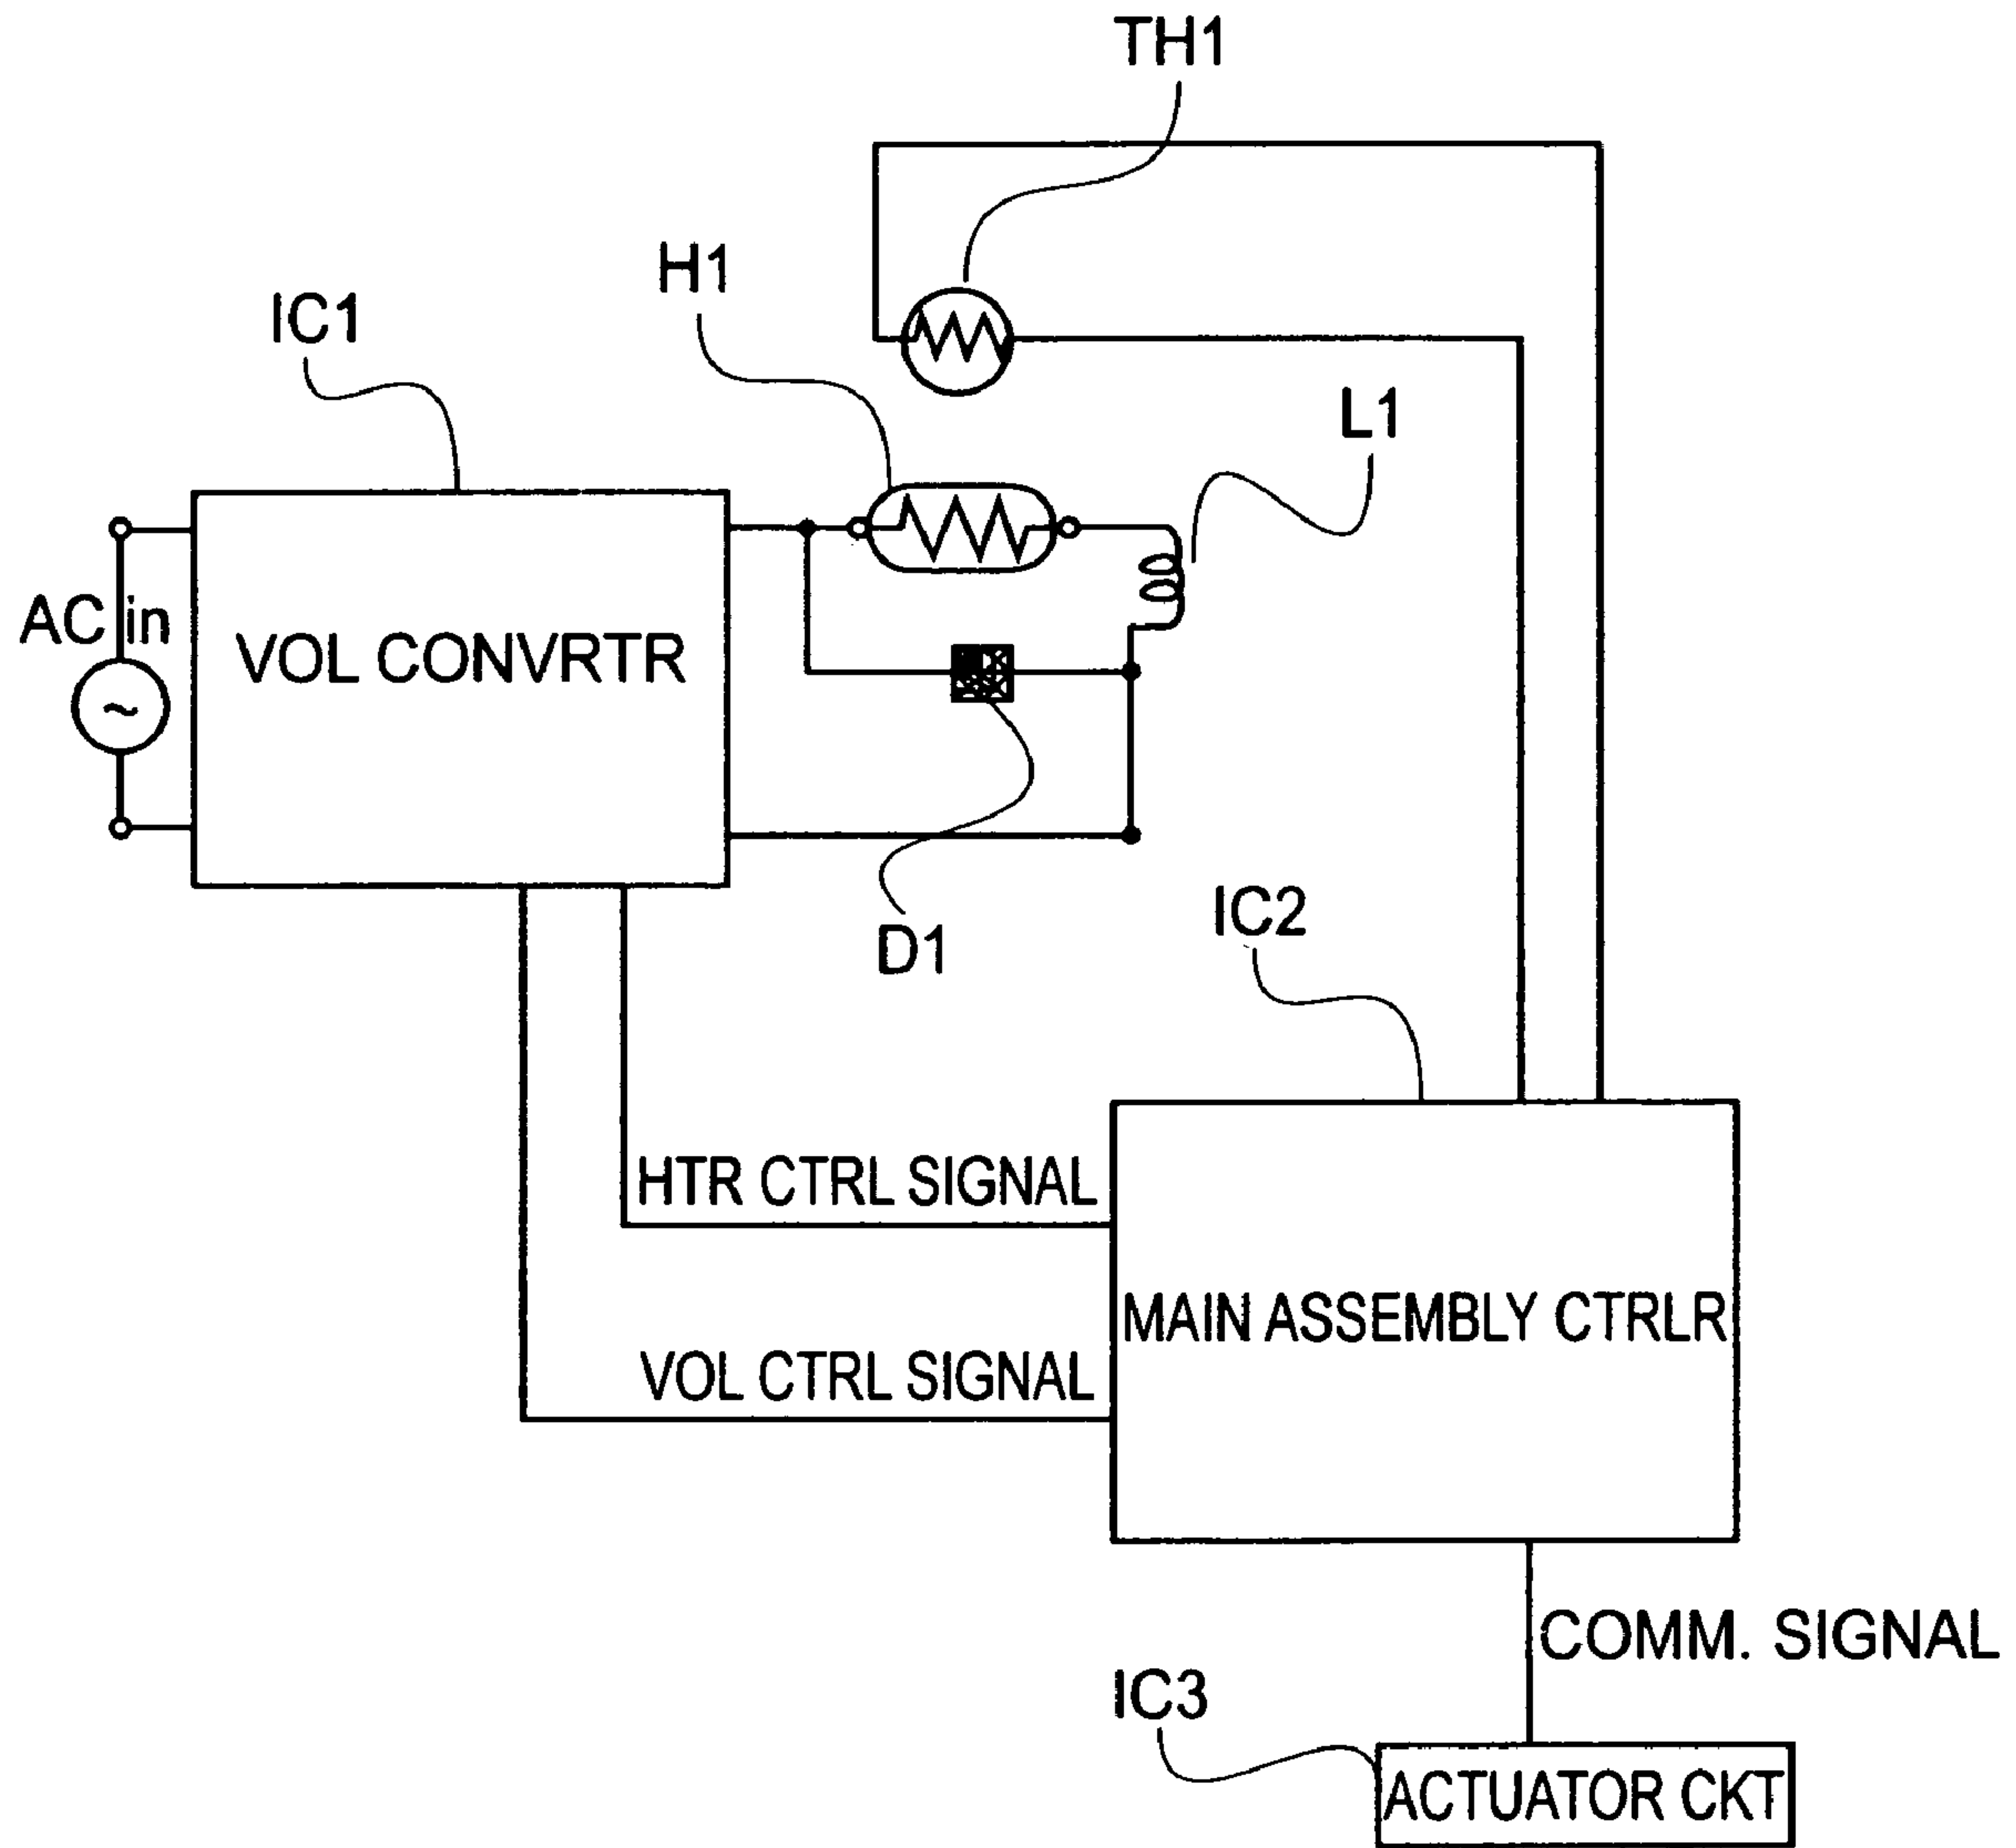 TH1
H1
IC1
L1
AC in
VOL CONVRTR
~
D1
IC2
HTR CTRL SIGNAL
MAIN ASSEMBLY CTRLR
VOL CTRL SIGNAL
COMM. SIGNAL
IC3
ACTUATOR CKT